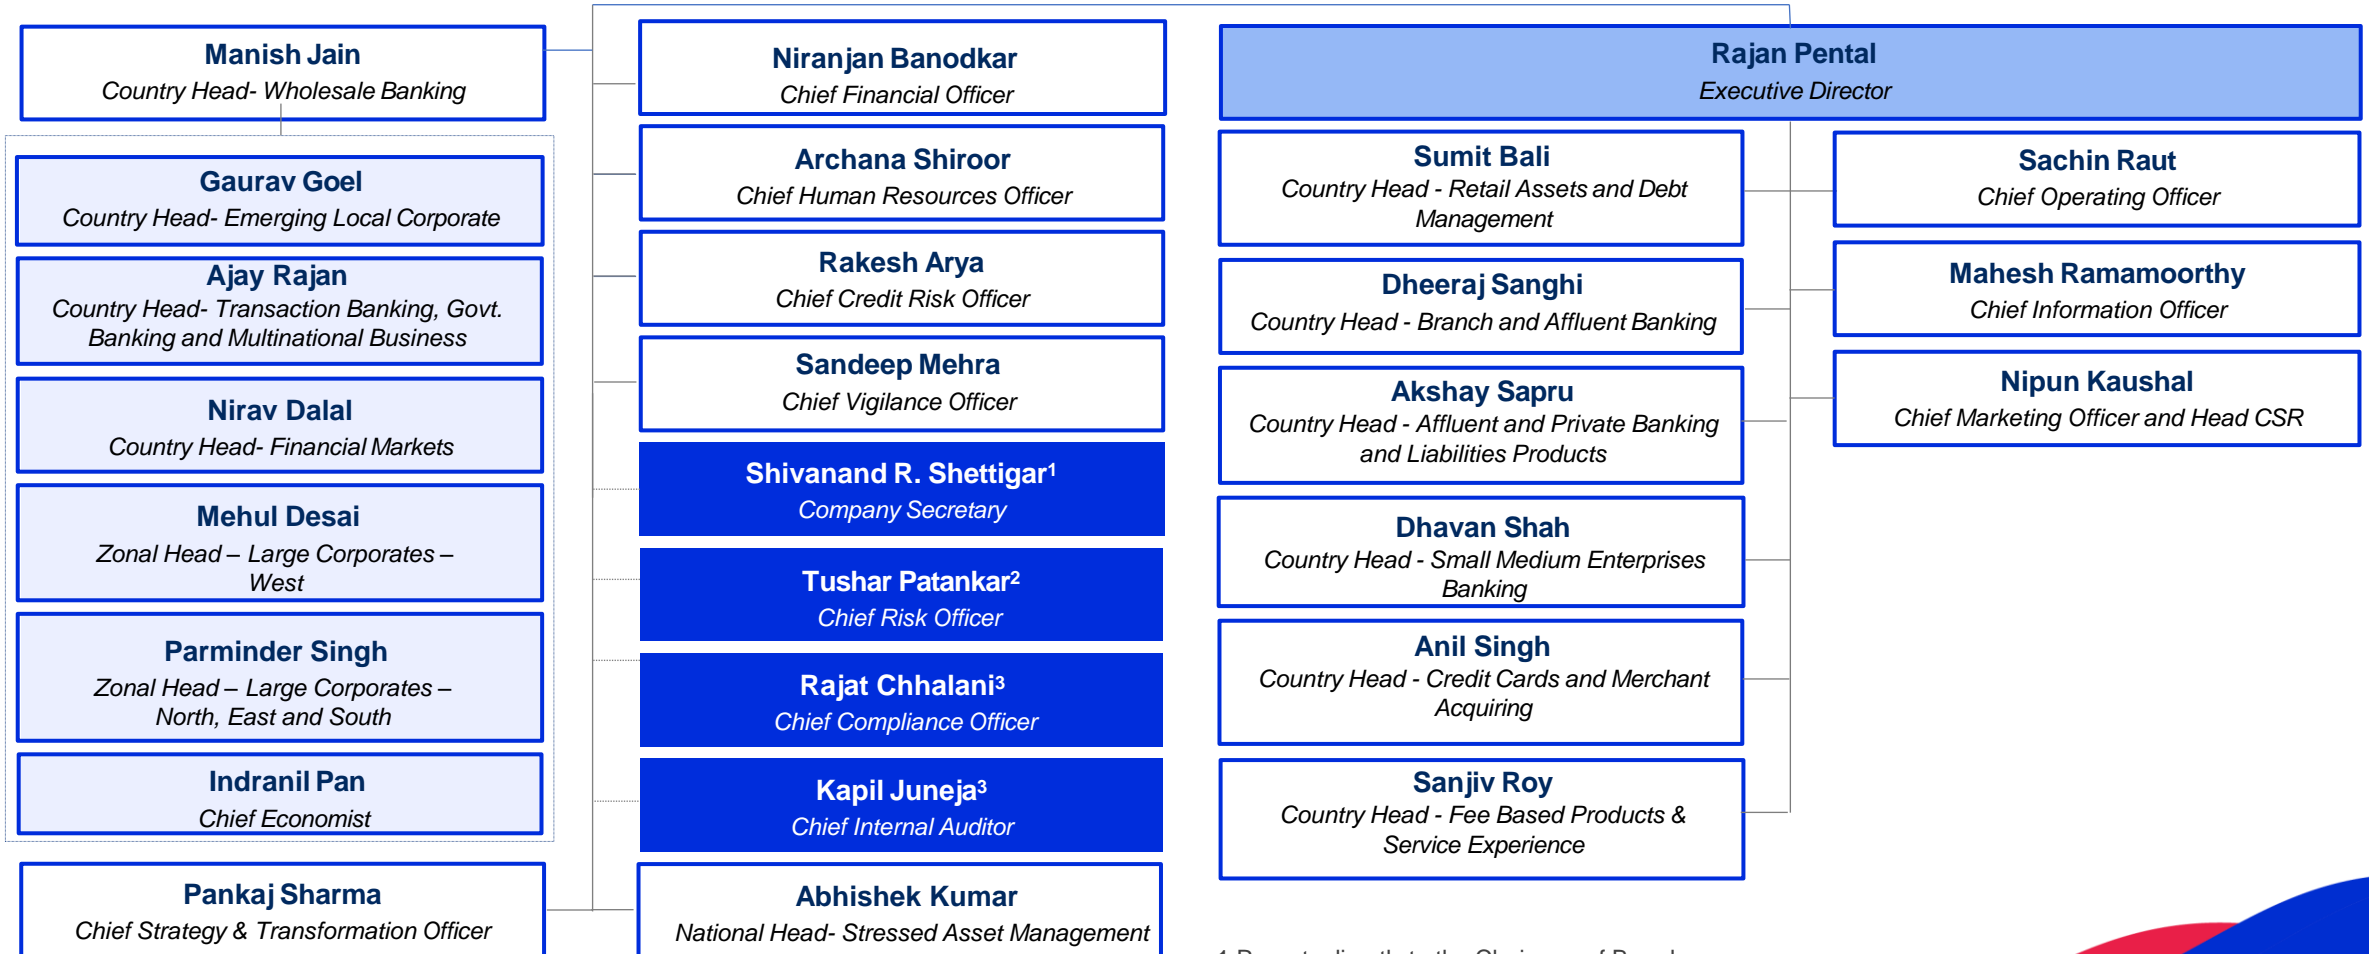 Manish Jain
Country Head- Wholesale Banking
Gaurav Goel
Country Head- Emerging Local Corporate
Ajay Rajan
Country Head- Transaction Banking, Govt.
Banking and Multinational Business
Nirav Dalal
Country Head- Financial Markets
Mehul Desai
Zonal Head – Large Corporates –
West
Parminder Singh
Zonal Head – Large Corporates –
North, East and South
Indranil Pan
Chief Economist
Pankaj Sharma
Chief Strategy & Transformation Officer
Niranjan Banodkar
Chief Financial Officer
Archana Shiroor
Chief Human Resources Officer
Rakesh Arya
Chief Credit Risk Officer
Sandeep Mehra
Chief Vigilance Officer
Shivanand R. Shettigar1
Company Secretary
Tushar Patankar2
Chief Risk Officer
Rajat Chhalani3
Chief Compliance Officer
Kapil Juneja3
Chief Internal Auditor
Abhishek Kumar
National Head- Stressed Asset Management
Rajan Pental
Executive Director
Sumit Bali
Country Head - Retail Assets and Debt
Management
Dheeraj Sanghi
Country Head - Branch and Affluent Banking
Akshay Sapru
Country Head - Affluent and Private Banking
and Liabilities Products
Dhavan Shah
Country Head - Small Medium Enterprises
Banking
Anil Singh
Country Head - Credit Cards and Merchant
Acquiring
Sanjiv Roy
Country Head - Fee Based Products &
Service Experience
Sachin Raut
Chief Operating Officer
Mahesh Ramamoorthy
Chief Information Officer
Nipun Kaushal
Chief Marketing Officer and Head CSR